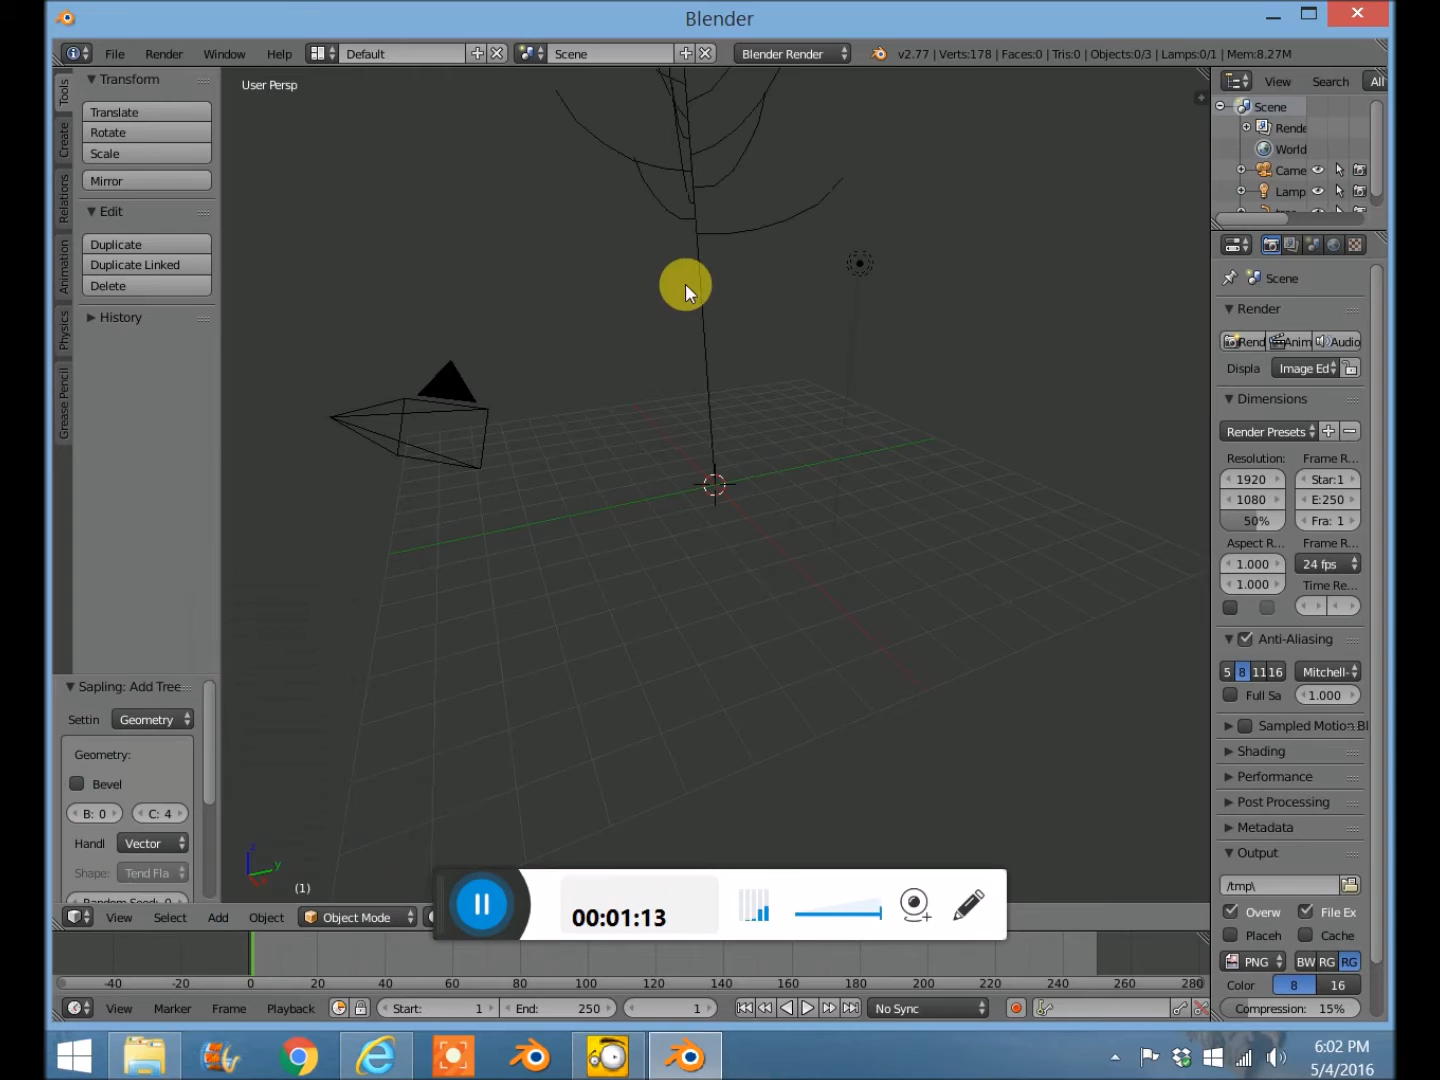 Blender
File Render Window Help Default Scene Blender Render v2.77 | Verts:178 | Faces:0 | Tris:0 | Objects:0/3 | Lamps:0/1 | Mem:8.27M
Tools
Create
Relations
Animation
Physics
Grease Pencil
Transform
Translate
Rotate
Scale
Mirror
Edit
Duplicate
Duplicate Linked
Delete
History
User Persp
View Search All
Scene
Rende
World
Came
Lamp
Scene
Render
Rend Anim Audio
Displa Image Ed
Dimensions
Render Presets
Resolution: Frame R...
1920 Star:1
1080 E:250
50% Fra: 1
Aspect R... Frame R...
1.000 24 fps
1.000 Time Re...
Anti-Aliasing
5 8 11 16 Mitchell-
Full Sa 1.000
Sampled Motion Bl
Shading
Performance
Post Processing
Metadata
Output
/tmp\
Overw File Ex
Placeh Cache
PNG BW RG RG
Color 8 16
Compression: 15%
Sapling: Add Tree
Settin Geometry
Geometry:
Bevel
B: 0 C: 4
Handl Vector
Shape: Tend Fla
z
y
(1)
View Select Add Object Object Mode
00:01:13
-40 -20 0 20 40 60 80 100 120 140 160 180 200 220 240 260 280
View Marker Frame Playback Start: 1 End: 250 1 No Sync
6:02 PM
5/4/2016